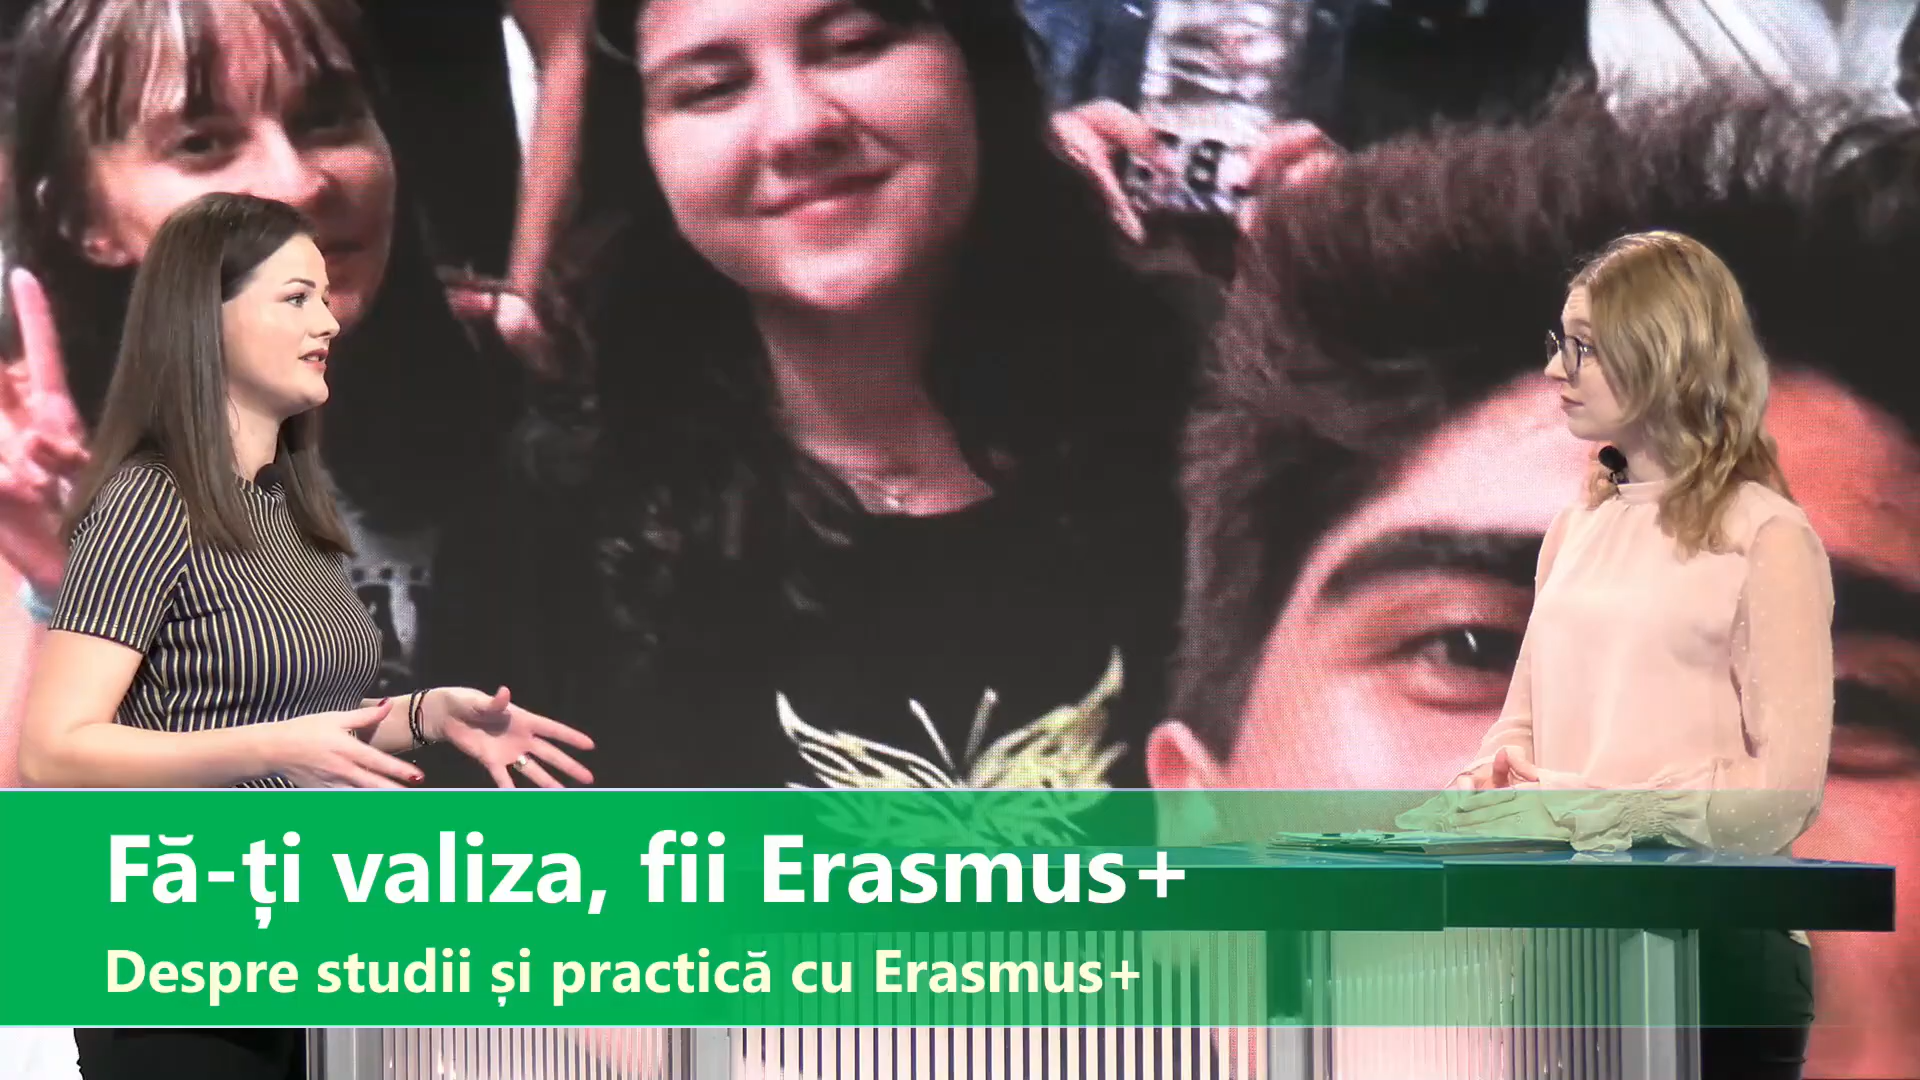 Fă-ți valiza, fii Erasmus+
Despre studii și practică cu Erasmus+